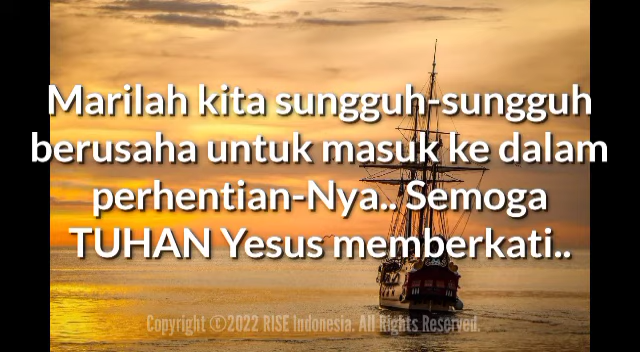 Marilah kita sungguh-sungguh
berusaha untuk masuk ke dalam
perhentian-Nya.. Semoga
TUHAN Yesus memberkati..
Copyright ©2022 RISE Indonesia. All Rights Reserved.